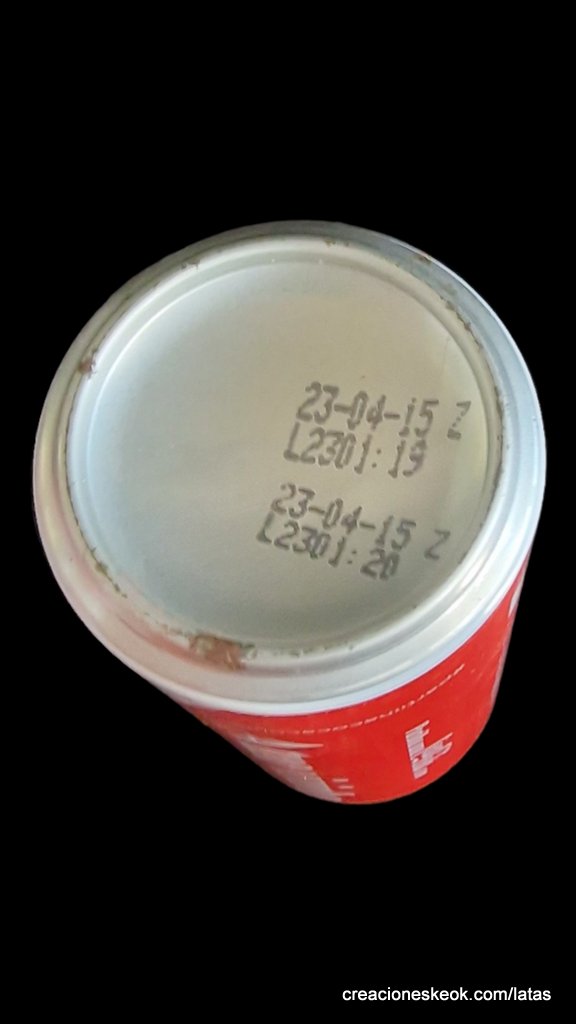 23-04-15 Z
L2301:19
23-04-15 Z
L2301:20
creacioneskeok.com/latas